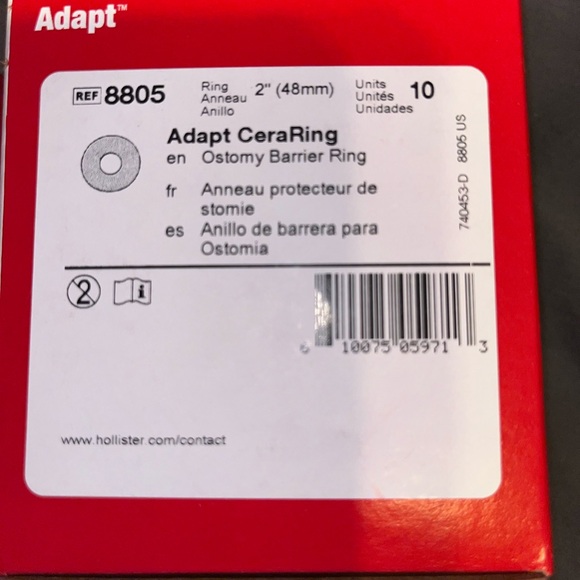 Adapt™
REF 8805
Ring
Anneau
Anillo
2" (48mm)
Units
Unités
Unidades
10
Adapt CeraRing
en Ostomy Barrier Ring
fr Anneau protecteur de
stomie
es Anillo de barrera para
Ostomia
740453-D 8805 US
2
i
6 10075 05971 3
www.hollister.com/contact